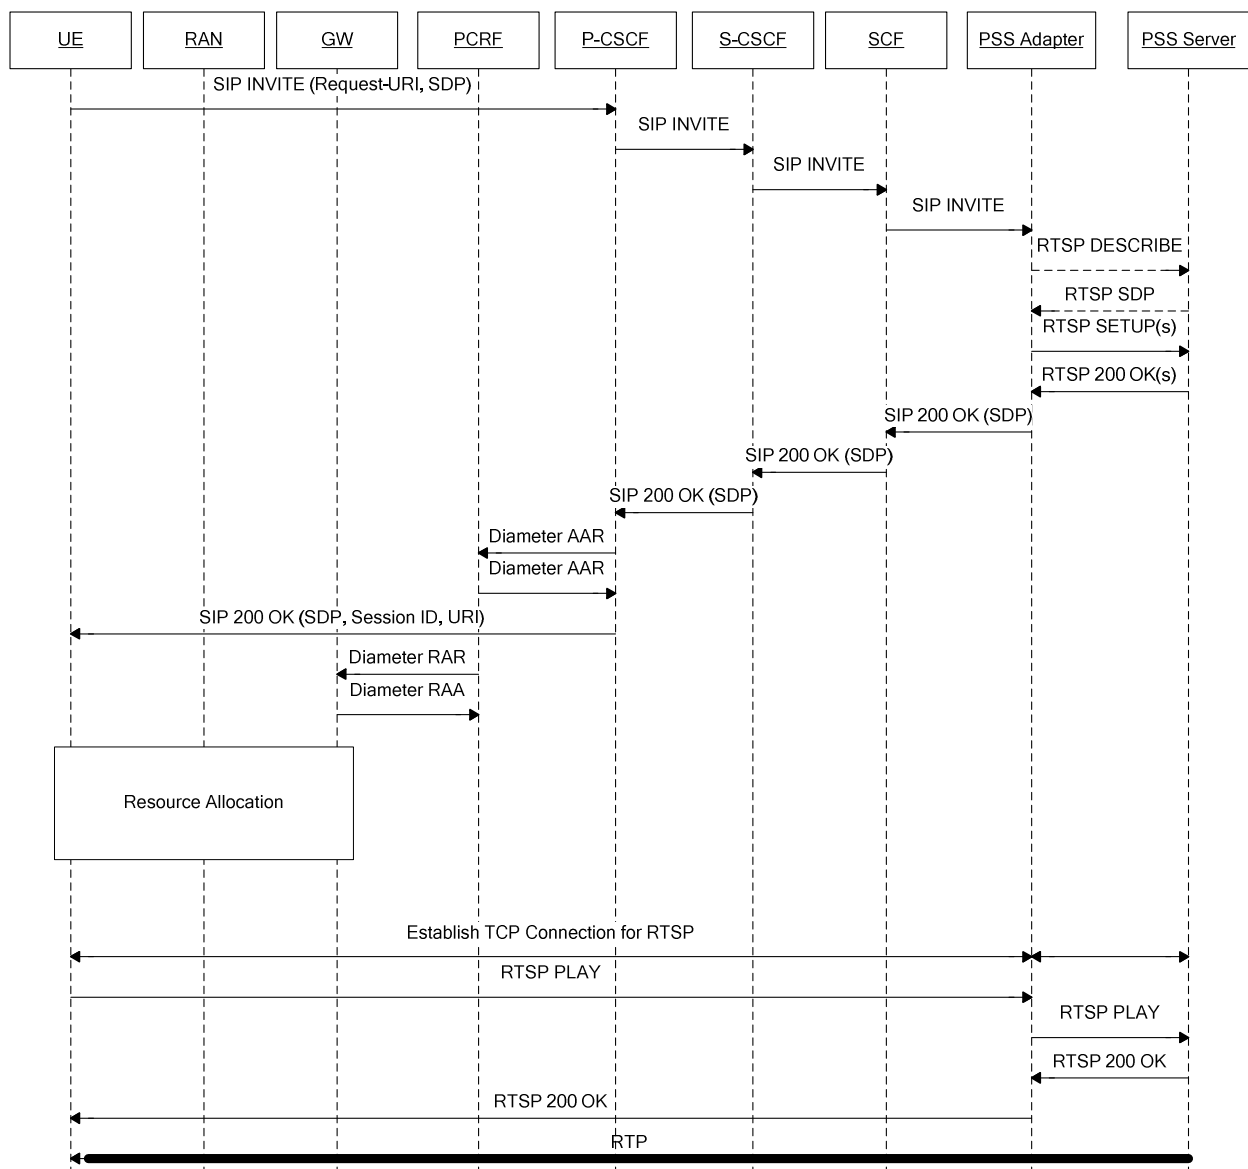 UE
RAN
GW
PCRF
P-CSCF
S-CSCF
SCF
PSS Adapter
PSS Server
SIP INVITE (Request-URI, SDP)
SIP INVITE
SIP INVITE
SIP INVITE
RTSP DESCRIBE
RTSP SDP
RTSP SETUP(s)
RTSP 200 OK(s)
SIP 200 OK (SDP)
SIP 200 OK (SDP)
SIP 200 OK (SDP)
Diameter AAR
Diameter AAR
SIP 200 OK (SDP, Session ID, URI)
Diameter RAR
Diameter RAA
Resource Allocation
Establish TCP Connection for RTSP
RTSP PLAY
RTSP PLAY
RTSP 200 OK
RTSP 200 OK
RTP